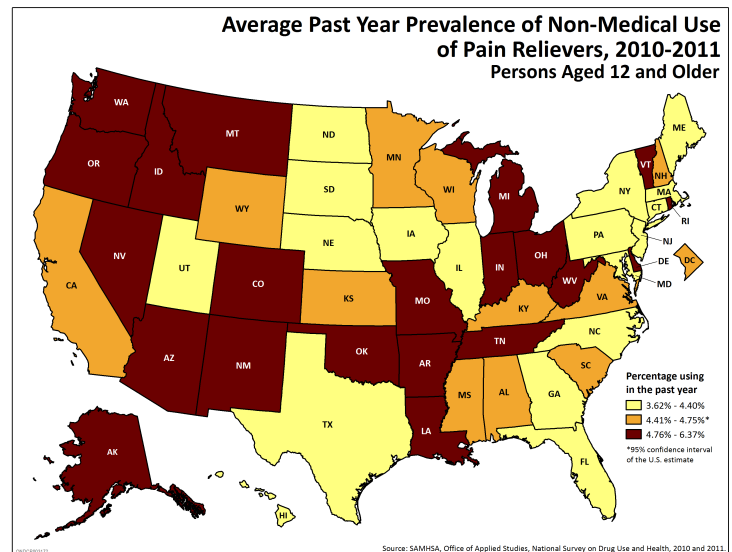 Average Past Year Prevalence of Non-Medical Use
of Pain Relievers, 2010-2011
Persons Aged 12 and Older
WA
MT
ND
MN
ME
VT
NH
OR
ID
WI
MI
NY
MA
SD
WY
CT
RI
IA
PA
NE
NJ
NV
UT
IL
IN
OH
DE
DC
CA
CO
WV
MD
KS
MO
VA
KY
NC
TN
AZ
NM
OK
AR
SC
Percentage using
in the past year
MS
AL
GA
3.62% - 4.40%
TX
4.41% - 4.75%*
LA
4.76% - 6.37%
AK
*95% confidence interval
of the U.S. estimate
FL
HI
Source: SAMHSA, Office of Applied Studies, National Survey on Drug Use and Health, 2010 and 2011.